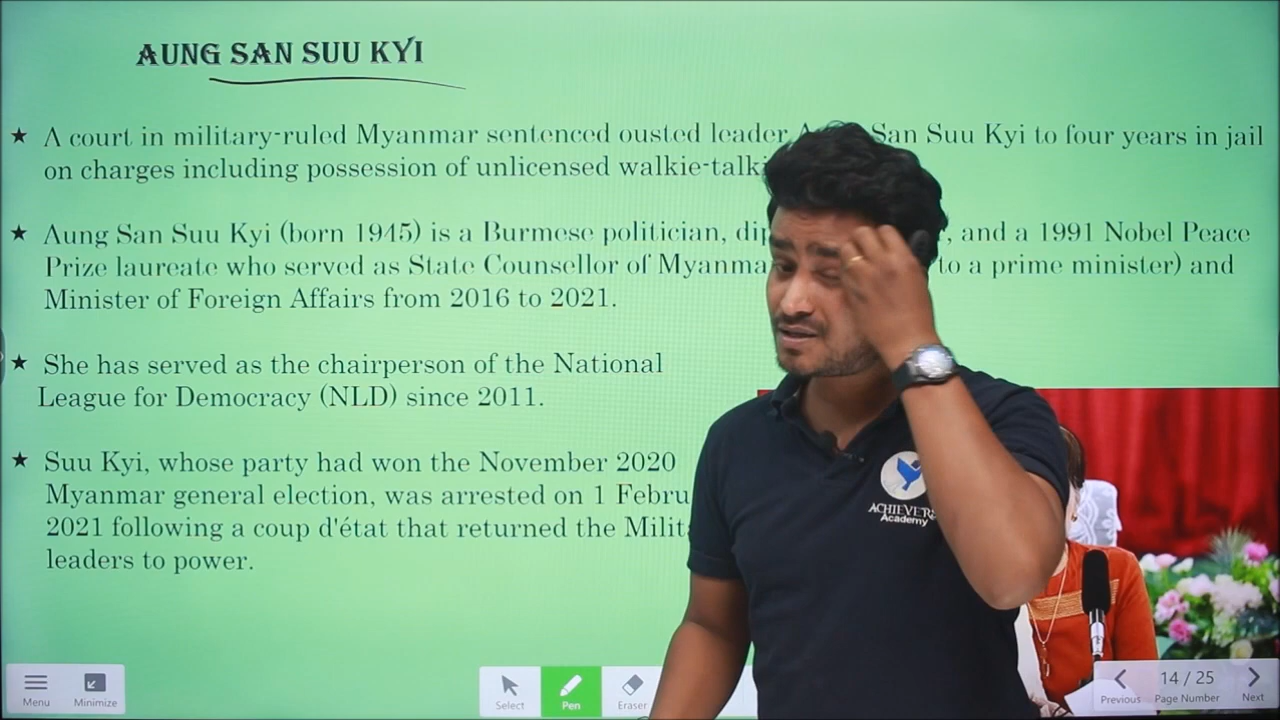 AUNG SAN SUU KYI
★ A court in military-ruled Myanmar sentenced ousted leader San Suu Kyi to four years in jail
on charges including possession of unlicensed
★ Aung San Suu Kyi (born 1945) is a Burmese politician, , and a 1991 Nobel Peace
Prize laureate who served as State Counsellor of to a prime minister) and
Minister of Foreign Affairs from 2016 to 2021.
★ She has served as the chairperson of the National
League for Democracy (NLD) since 2011.
★ Suu Kyi, whose party had won the November 2020
Myanmar general election, was arrested on 1
2021 following a coup d'état that returned the
leaders to power.
ACHIEVERS
Academy
Menu
Minimize
Select
Pen
Eraser
14 / 25
Previous
Page Number
Next